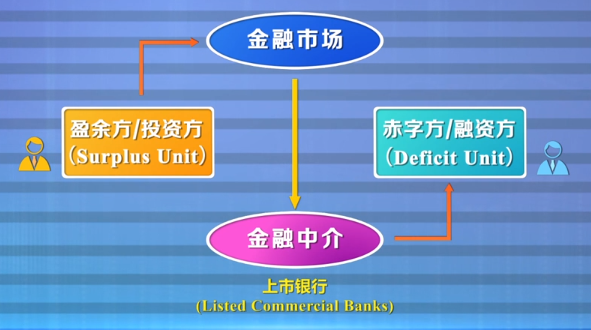 金融市场
盈余方/投资方
(Surplus Unit)
赤字方/融资方
(Deficit Unit)
金融中介
上市银行
(Listed Commercial Banks)